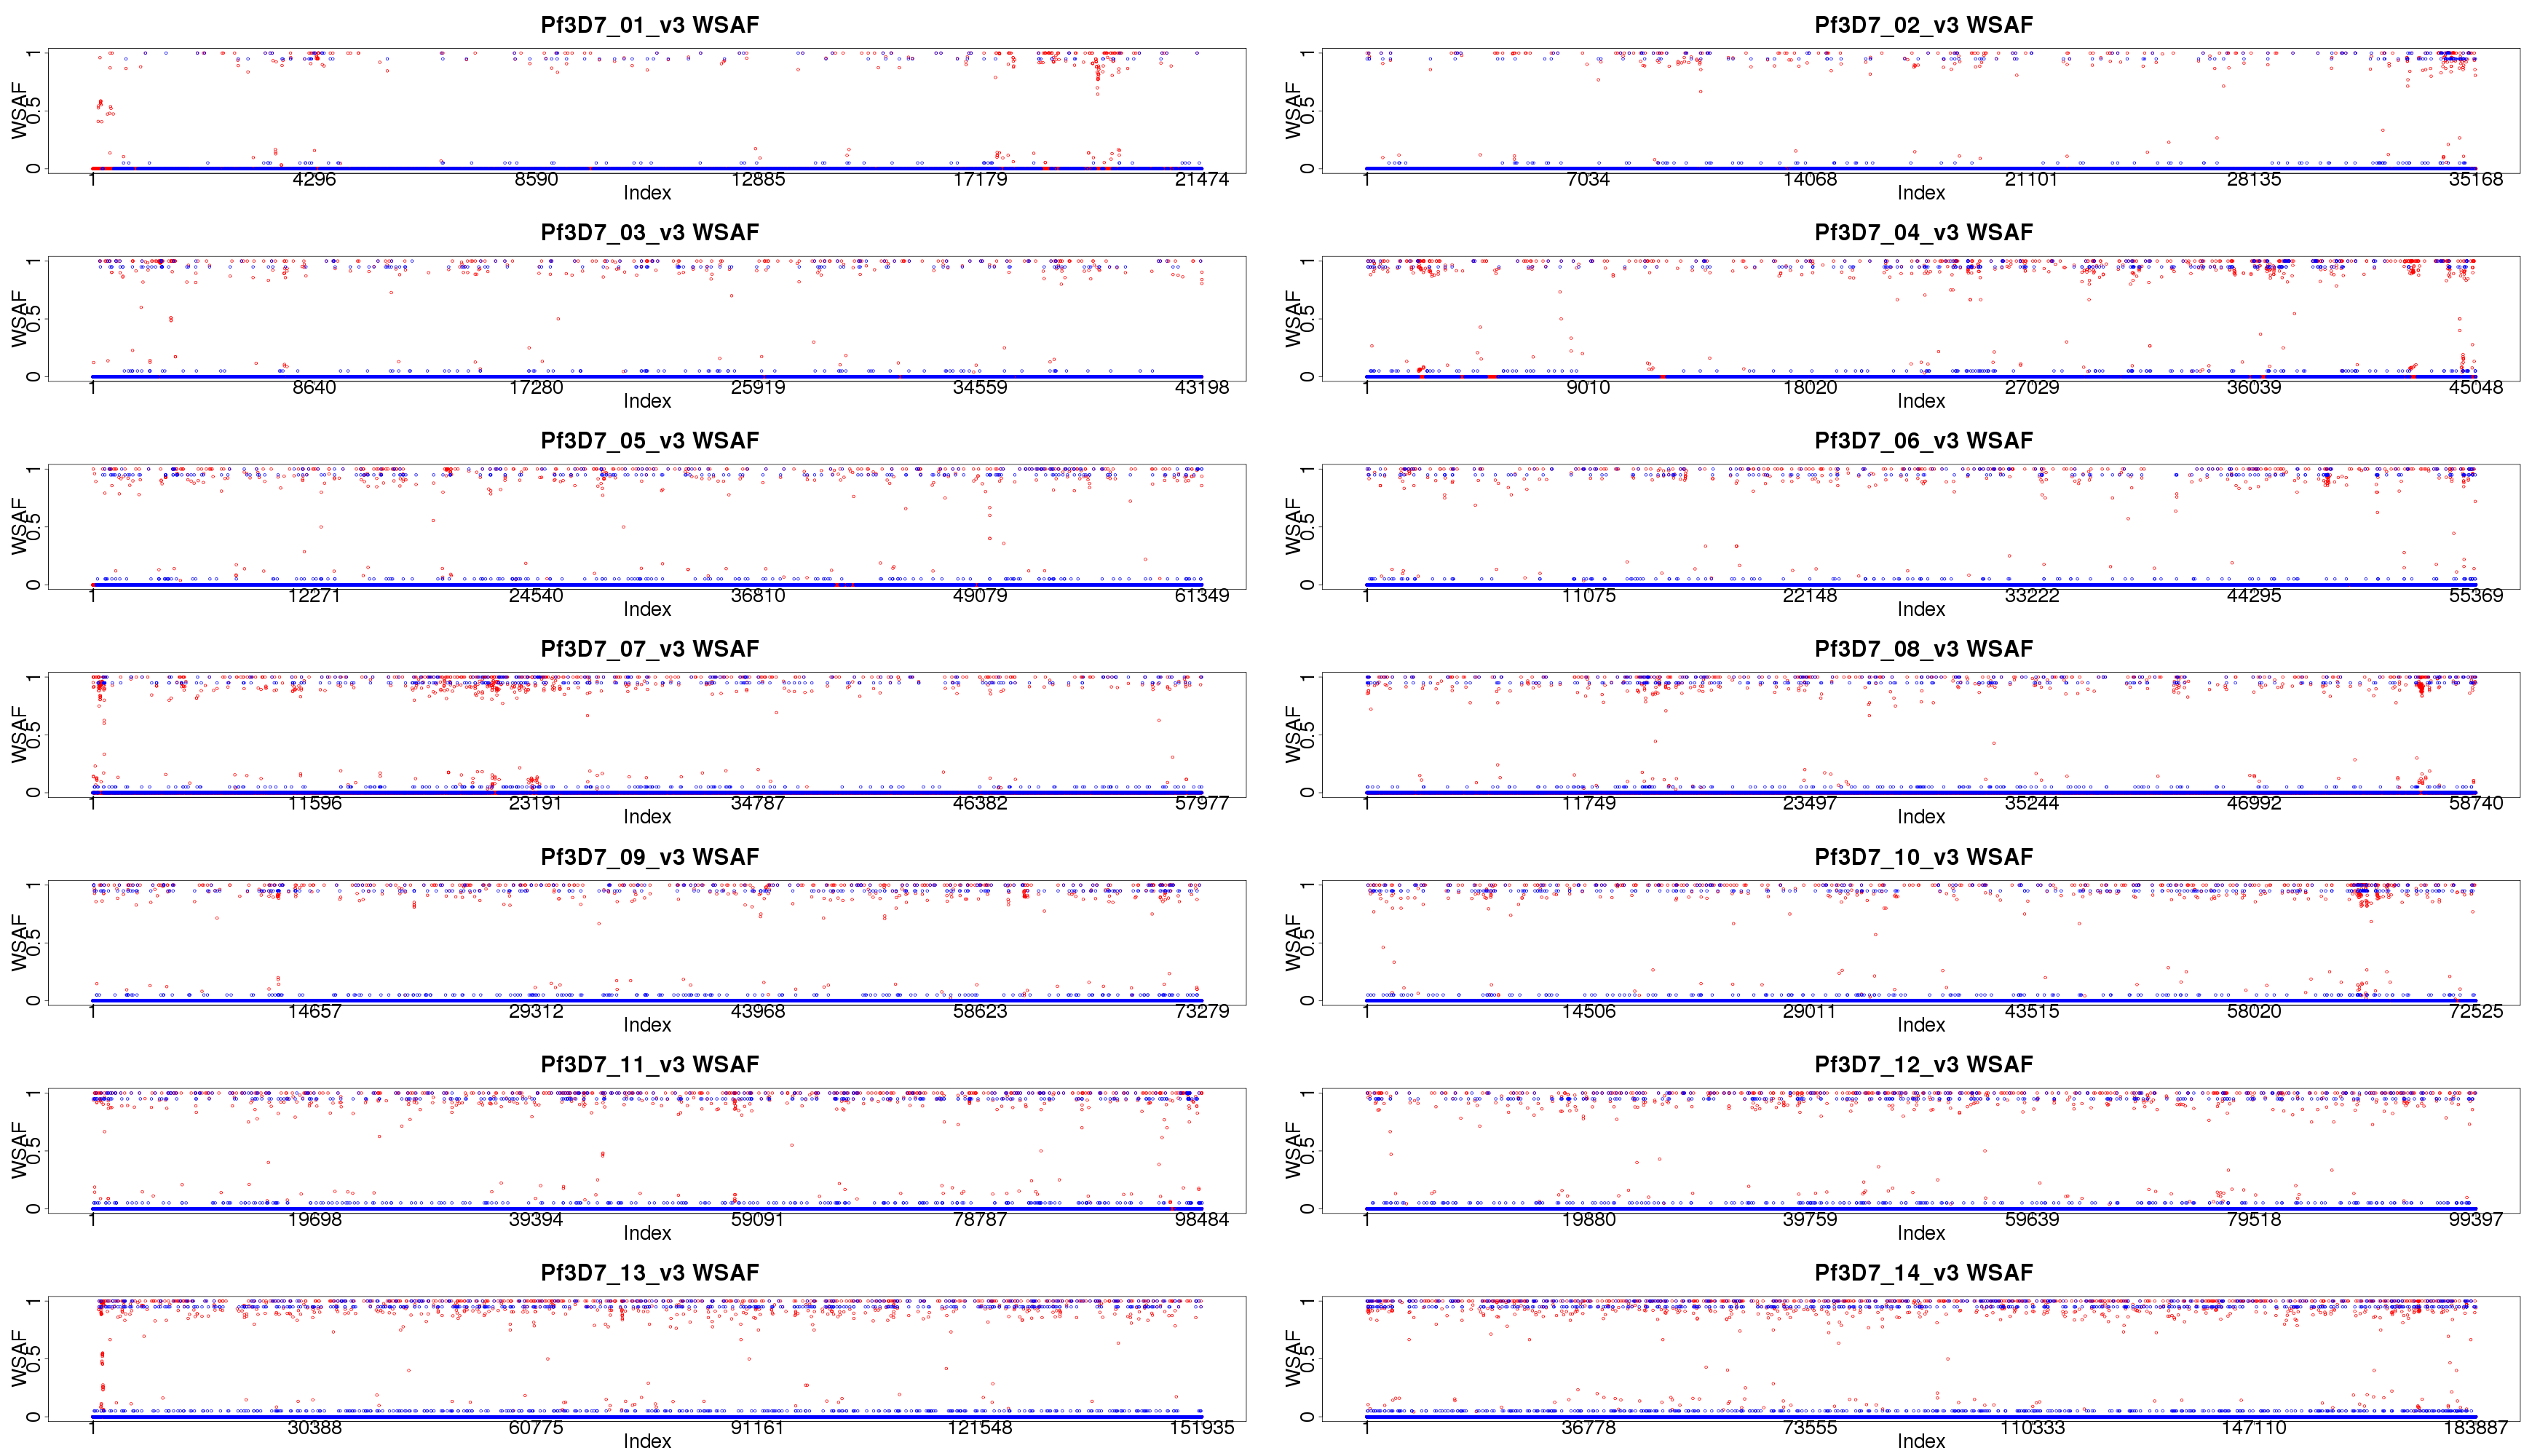 Pf3D7_01_v3 WSAF
WSAF
0 0.5 1
1 4296 8590 12885 17179 21474
Index
Pf3D7_02_v3 WSAF
WSAF
0 0.5 1
1 7034 14068 21101 28135 35168
Index
Pf3D7_03_v3 WSAF
WSAF
0 0.5 1
1 8640 17280 25919 34559 43198
Index
Pf3D7_04_v3 WSAF
WSAF
0 0.5 1
1 9010 18020 27029 36039 45048
Index
Pf3D7_05_v3 WSAF
WSAF
0 0.5 1
1 12271 24540 36810 49079 61349
Index
Pf3D7_06_v3 WSAF
WSAF
0 0.5 1
1 11075 22148 33222 44295 55369
Index
Pf3D7_07_v3 WSAF
WSAF
0 0.5 1
1 11596 23191 34787 46382 57977
Index
Pf3D7_08_v3 WSAF
WSAF
0 0.5 1
1 11749 23497 35244 46992 58740
Index
Pf3D7_09_v3 WSAF
WSAF
0 0.5 1
1 14657 29312 43968 58623 73279
Index
Pf3D7_10_v3 WSAF
WSAF
0 0.5 1
1 14506 29011 43515 58020 72525
Index
Pf3D7_11_v3 WSAF
WSAF
0 0.5 1
1 19698 39394 59091 78787 98484
Index
Pf3D7_12_v3 WSAF
WSAF
0 0.5 1
1 19880 39759 59639 79518 99397
Index
Pf3D7_13_v3 WSAF
WSAF
0 0.5 1
1 30388 60775 91161 121548 151935
Index
Pf3D7_14_v3 WSAF
WSAF
0 0.5 1
1 36778 73555 110333 147110 183887
Index